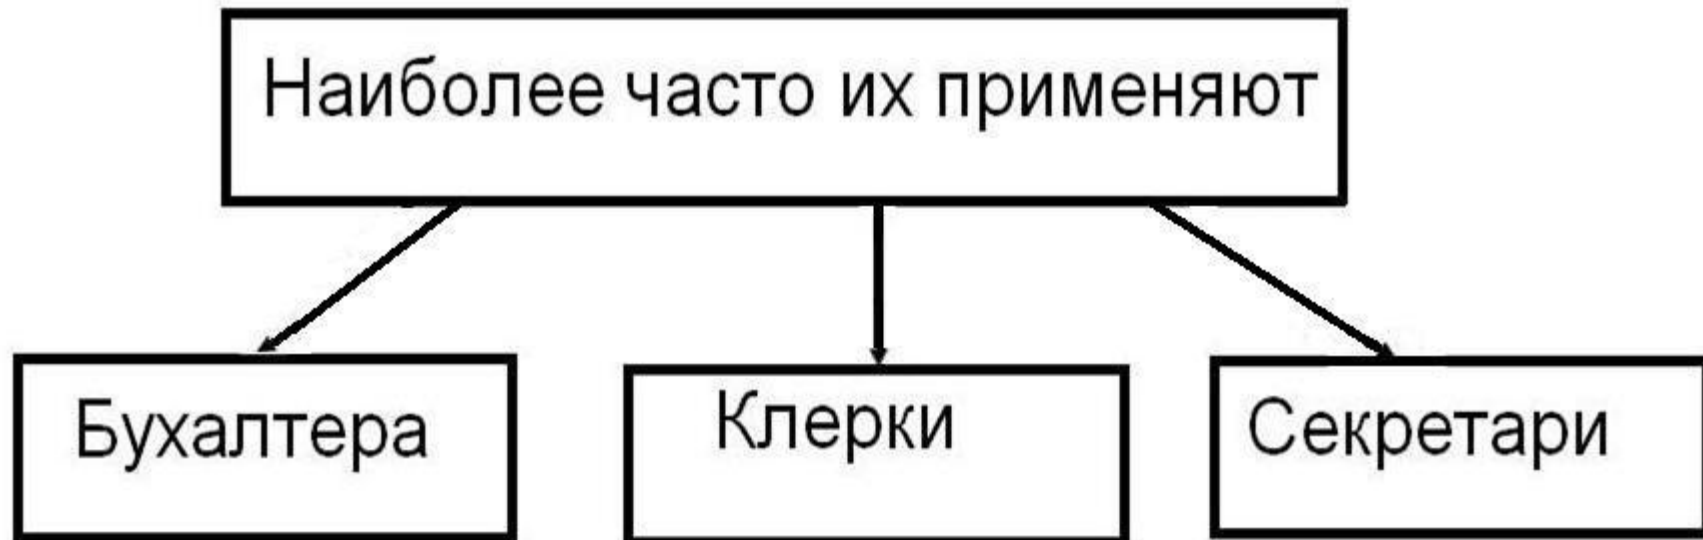 Наиболее часто их применяют
Бухалтера
Клерки
Секретари